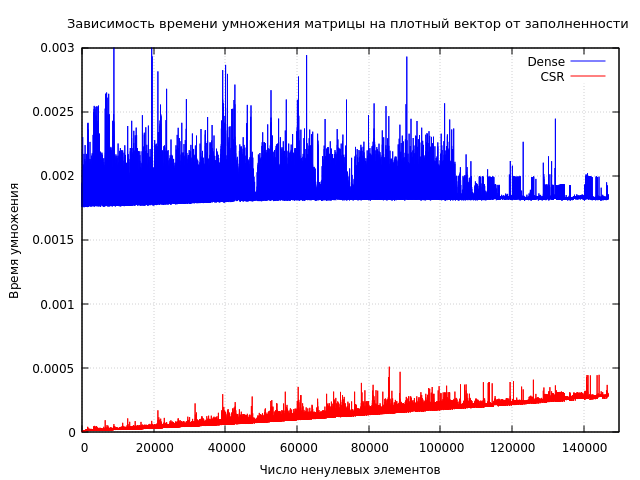 Зависимость времени умножения матрицы на плотный вектор от заполненности
0.003
0.0025
0.002
0.0015
0.001
0.0005
0
Время умножения
Dense
CSR
0 20000 40000 60000 80000 100000 120000 140000
Число ненулевых элементов